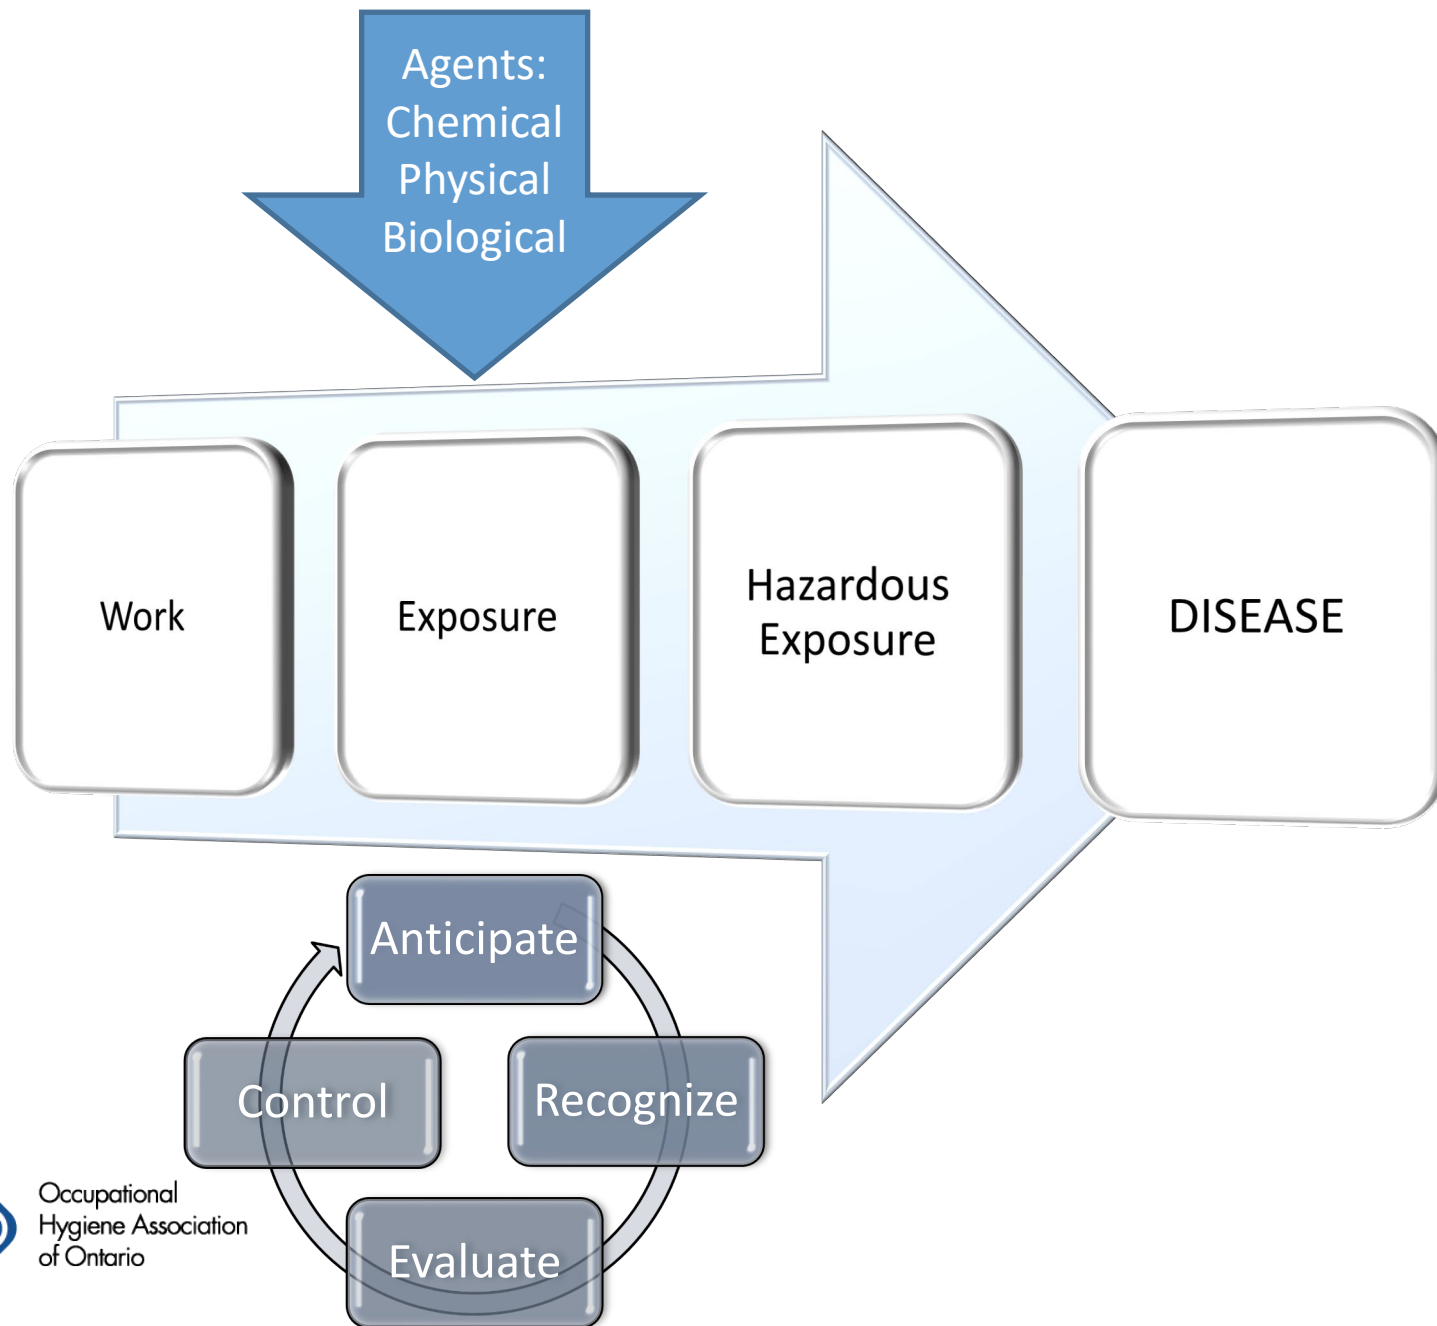 Agents:
Chemical
Physical
Biological
Work
Exposure
Hazardous
Exposure
DISEASE
Anticipate
Recognize
Evaluate
Control
Occupational
Hygiene Association
of Ontario